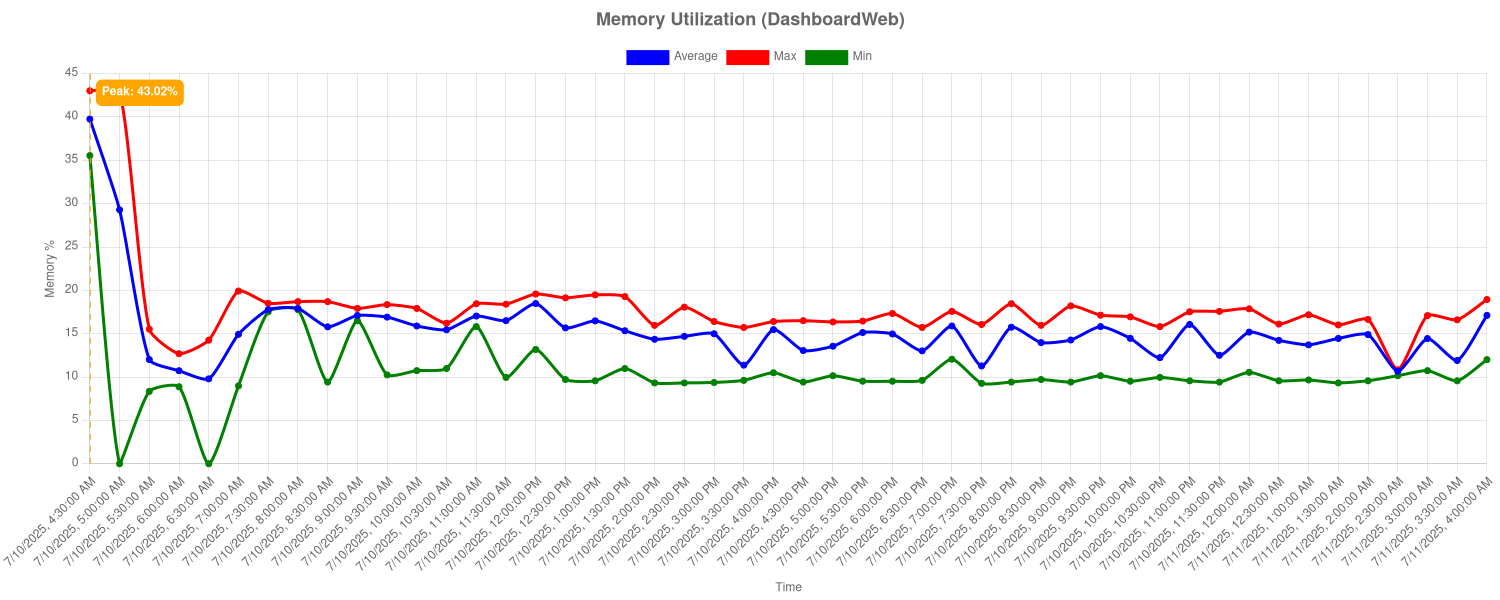 Memory Utilization (DashboardWeb)
Average Max Min
45
Peak: 43.02%
40
35
30
25
20
15
10
5
0
Memory %
7/10/2025, 4:30:00 AM
7/10/2025, 5:00:00 AM
7/10/2025, 5:30:00 AM
7/10/2025, 6:00:00 AM
7/10/2025, 6:30:00 AM
7/10/2025, 7:00:00 AM
7/10/2025, 7:30:00 AM
7/10/2025, 8:00:00 AM
7/10/2025, 8:30:00 AM
7/10/2025, 9:00:00 AM
7/10/2025, 9:30:00 AM
7/10/2025, 10:00:00 AM
7/10/2025, 10:30:00 AM
7/10/2025, 11:00:00 AM
7/10/2025, 11:30:00 AM
7/10/2025, 12:00:00 PM
7/10/2025, 12:30:00 PM
7/10/2025, 1:00:00 PM
7/10/2025, 1:30:00 PM
7/10/2025, 2:00:00 PM
7/10/2025, 2:30:00 PM
7/10/2025, 3:00:00 PM
7/10/2025, 3:30:00 PM
7/10/2025, 4:00:00 PM
7/10/2025, 4:30:00 PM
7/10/2025, 5:00:00 PM
7/10/2025, 5:30:00 PM
7/10/2025, 6:00:00 PM
7/10/2025, 6:30:00 PM
7/10/2025, 7:00:00 PM
7/10/2025, 7:30:00 PM
7/10/2025, 8:00:00 PM
7/10/2025, 8:30:00 PM
7/10/2025, 9:00:00 PM
7/10/2025, 9:30:00 PM
7/10/2025, 10:00:00 PM
7/10/2025, 10:30:00 PM
7/10/2025, 11:00:00 PM
7/10/2025, 11:30:00 PM
7/11/2025, 12:00:00 AM
7/11/2025, 12:30:00 AM
7/11/2025, 1:00:00 AM
7/11/2025, 1:30:00 AM
7/11/2025, 2:00:00 AM
7/11/2025, 2:30:00 AM
7/11/2025, 3:00:00 AM
7/11/2025, 3:30:00 AM
7/11/2025, 4:00:00 AM
Time